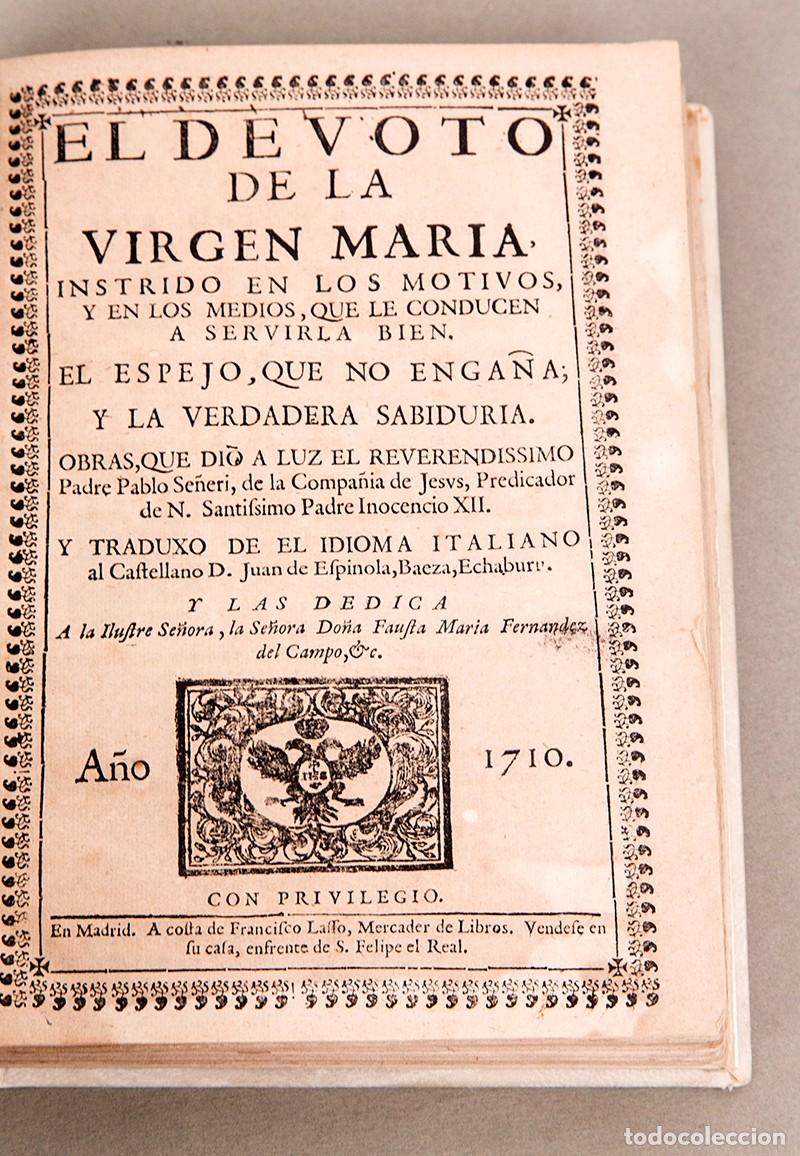 EL DEVOTO
DE LA
VIRGEN MARIA,
INSTRIDO EN LOS MOTIVOS,
Y EN LOS MEDIOS, QUE LE CONDUCEN
A SERVIRLA BIEN.
EL ESPEJO, QUE NO ENGAÑA;
Y LA VERDADERA SABIDURIA.
OBRAS, QUE DIÒ A LUZ EL REVERENDISSIMO
Padre Pablo Señeri, de la Compañia de Jesvs, Predicador
de N. Santiſsimo Padre Inocencio XII.
Y TRADUXO DE EL IDIOMA ITALIANO
al Caſtellano D. Juan de Eſpinola, Baeza, Echaburu.
Y LAS DEDICA
A la Iluſtre Señora, la Señora Doña Fauſta Maria Fernandez
del Campo, &c.
Año 1710.
IHS
CON PRIVILEGIO.
En Madrid. A coſta de Franciſco Laſſo, Mercader de Libros. Vendeſe en
ſu caſa, enfrente de S. Felipe el Real.
todocoleccion